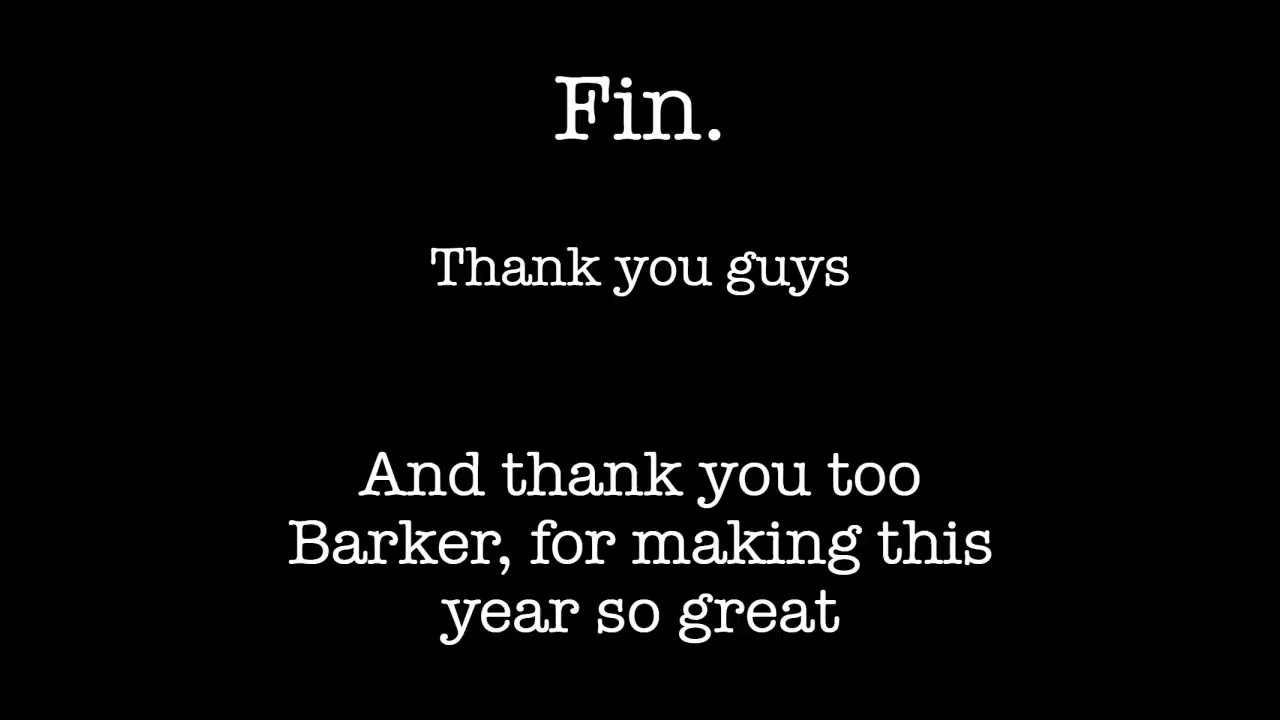 Fin.
Thank you guys
And thank you too
Barker, for making this
year so great